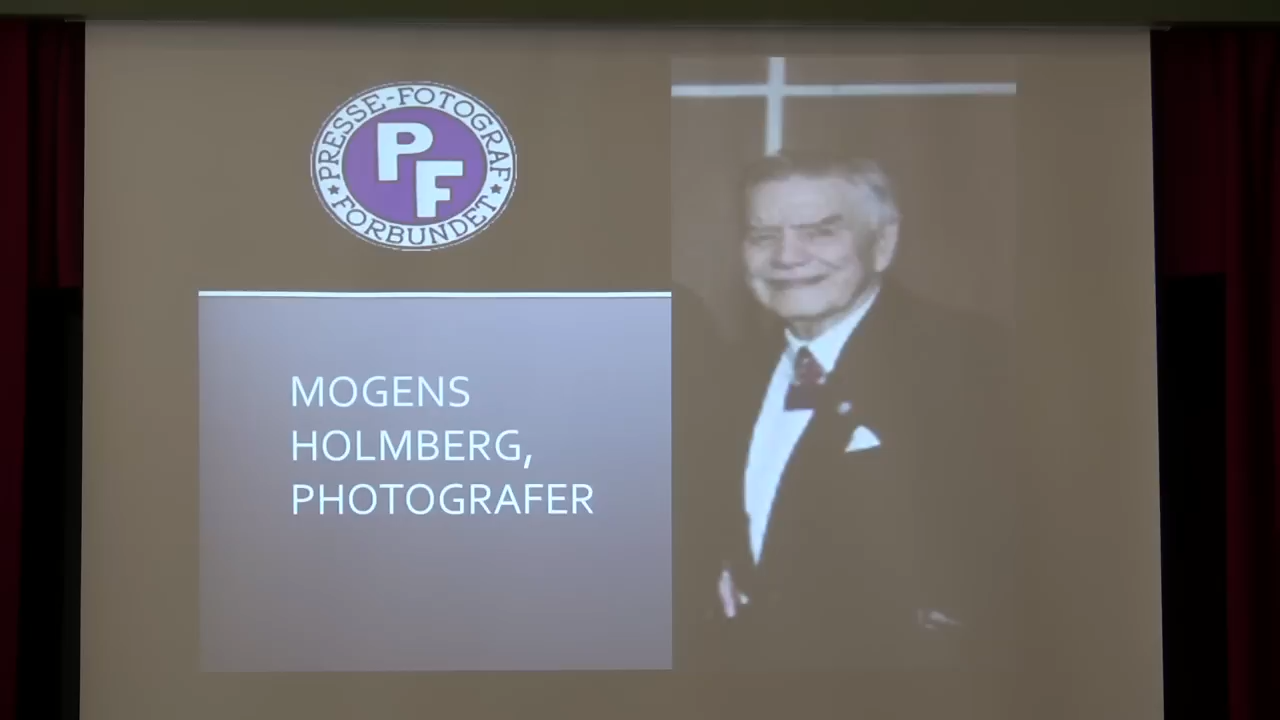 PRESSE-FOTOGRAF
PF
FORBUNDET
MOGENS
HOLMBERG,
PHOTOGRAFER